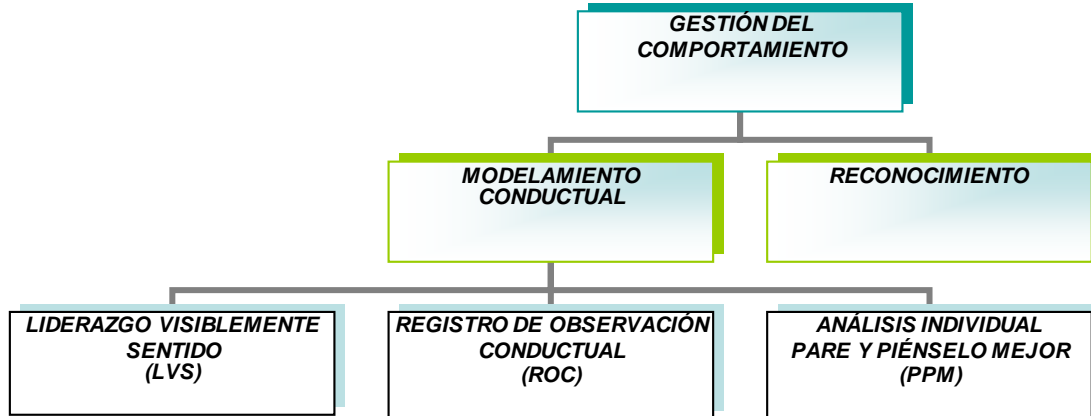 GESTIÓN DEL
COMPORTAMIENTO
MODELAMIENTO
CONDUCTUAL
RECONOCIMIENTO
LIDERAZGO VISIBLEMENTE
SENTIDO
(LVS)
REGISTRO DE OBSERVACIÓN
CONDUCTUAL
(ROC)
ANÁLISIS INDIVIDUAL
PARE Y PIÉNSELO MEJOR
(PPM)